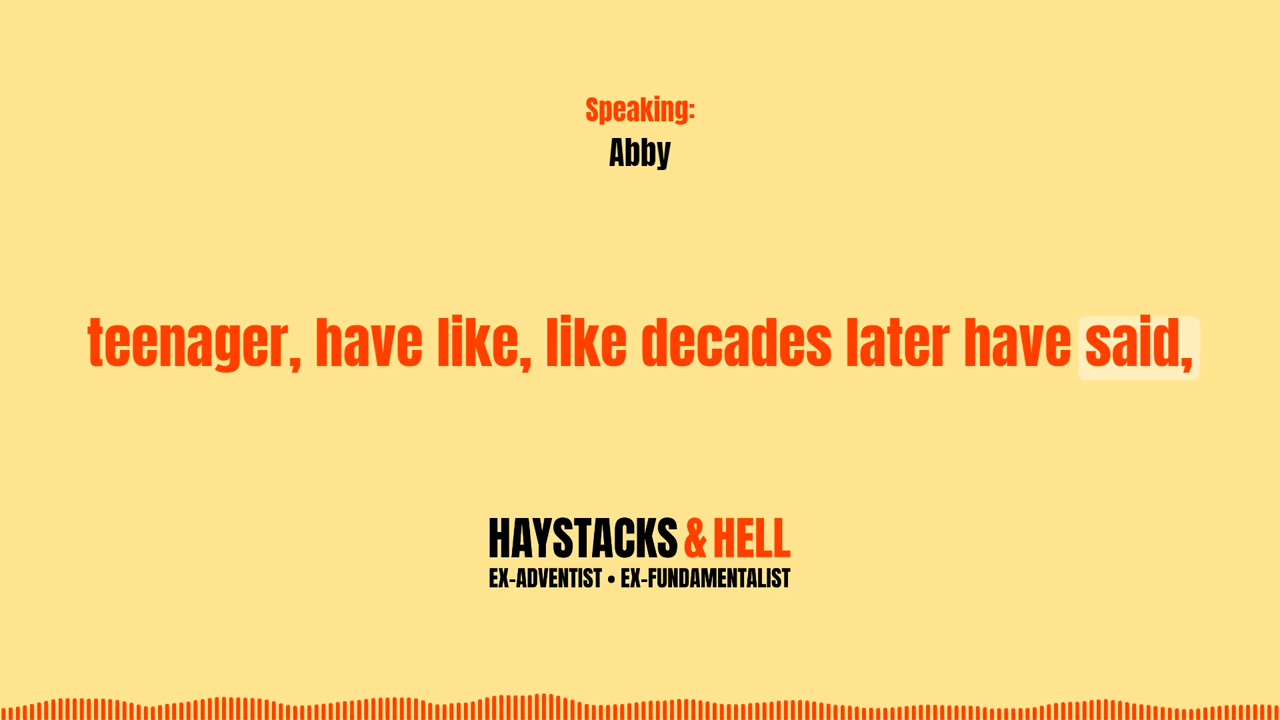 Speaking:
Abby
teenager, have like, like decades later have said,
HAYSTACKS & HELL
EX-ADVENTIST • EX-FUNDAMENTALIST